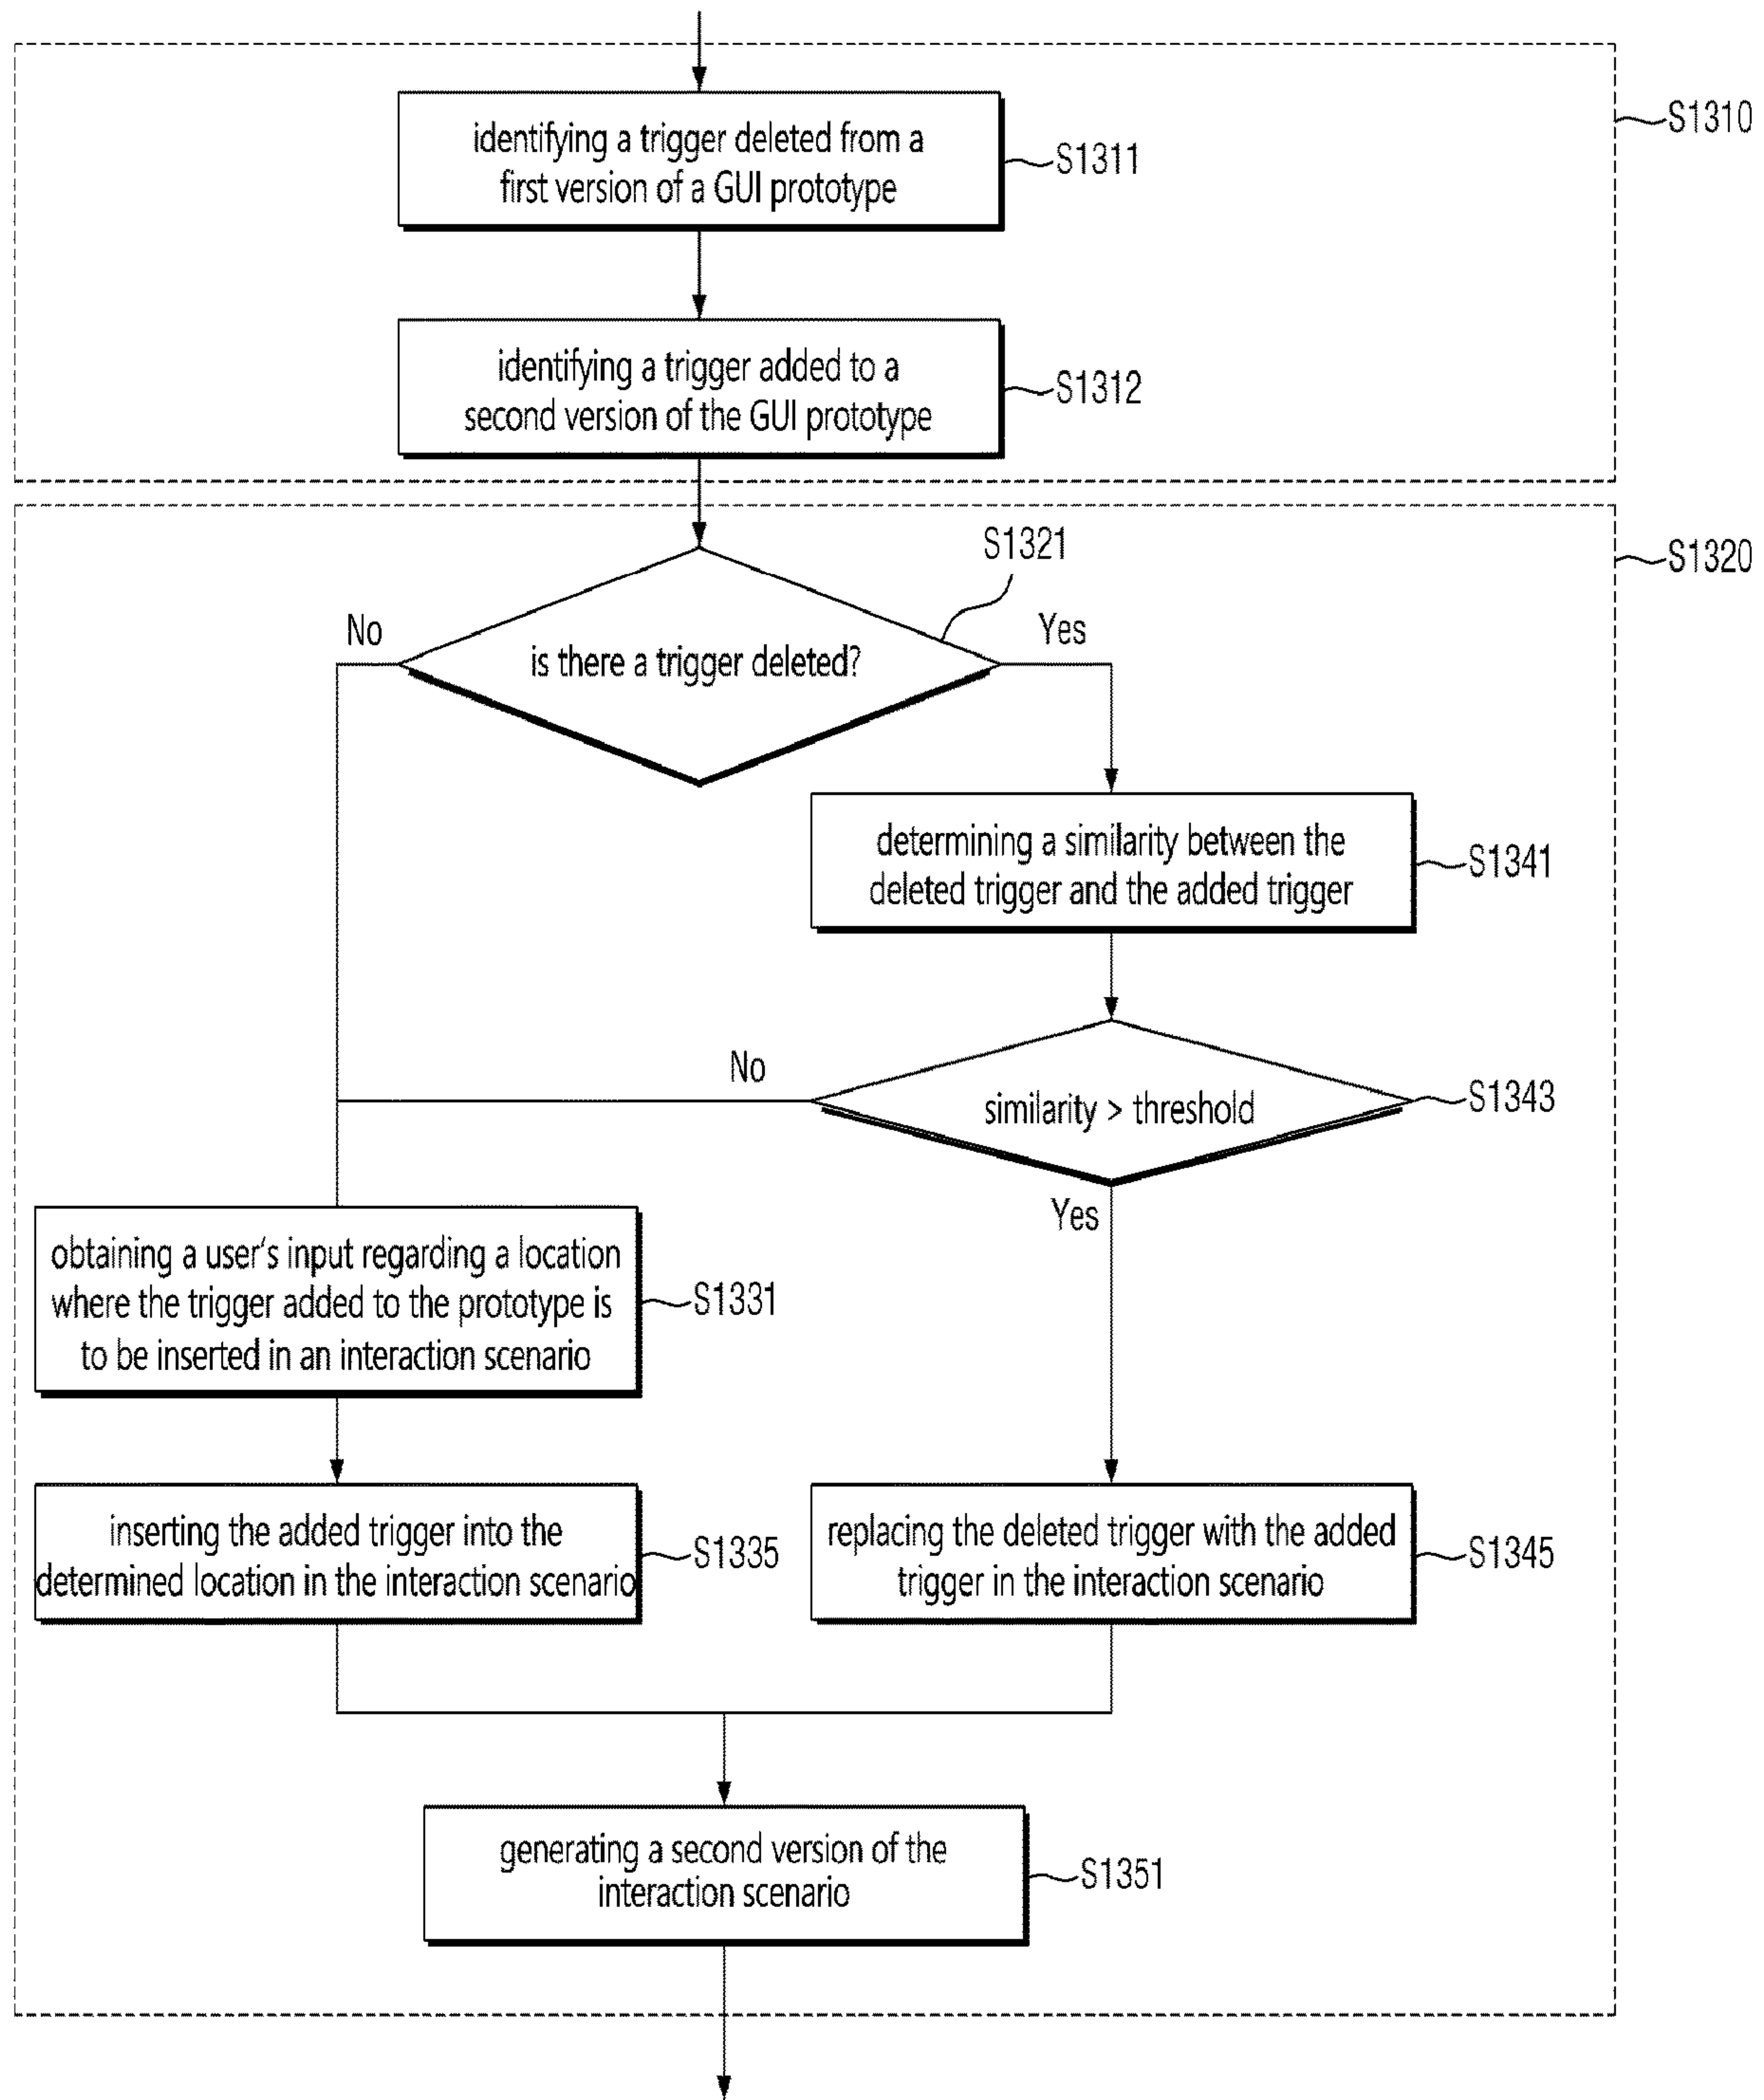 S1310
identifying a trigger deleted from a
first version of a GUI prototype
S1311
identifying a trigger added to a
second version of the GUI prototype
S1312
S1320
S1321
No
is there a trigger deleted?
Yes
determining a similarity between the
deleted trigger and the added trigger
S1341
No
similarity > threshold
S1343
Yes
obtaining a user's input regarding a location
where the trigger added to the prototype is
to be inserted in an interaction scenario
S1331
inserting the added trigger into the
determined location in the interaction scenario
S1335
replacing the deleted trigger with the added
trigger in the interaction scenario
S1345
generating a second version of the
interaction scenario
S1351